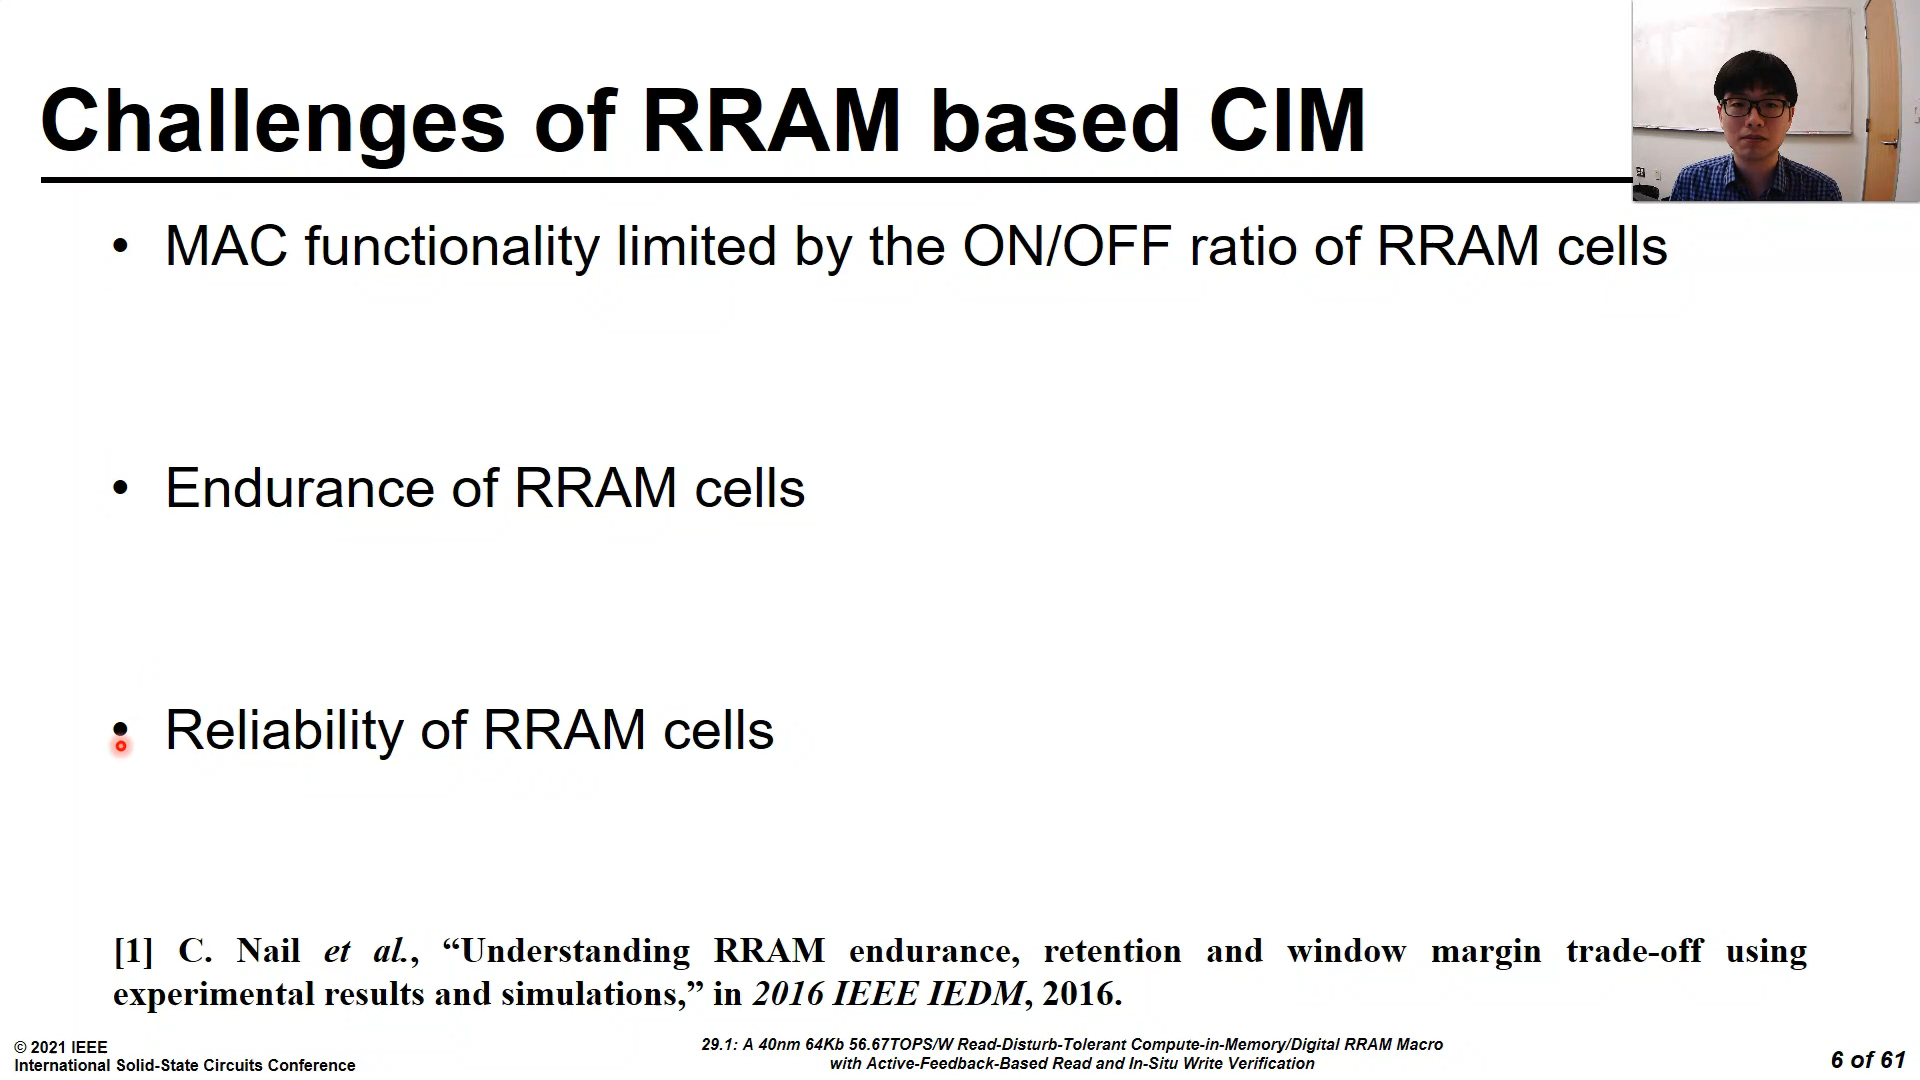 Challenges of RRAM based CIM
• MAC functionality limited by the ON/OFF ratio of RRAM cells
• Endurance of RRAM cells
• Reliability of RRAM cells
[1] C. Nail et al., “Understanding RRAM endurance, retention and window margin trade-off using
experimental results and simulations,” in 2016 IEEE IEDM, 2016.
© 2021 IEEE
International Solid-State Circuits Conference
29.1: A 40nm 64Kb 56.67TOPS/W Read-Disturb-Tolerant Compute-in-Memory/Digital RRAM Macro
with Active-Feedback-Based Read and In-Situ Write Verification
6 of 61